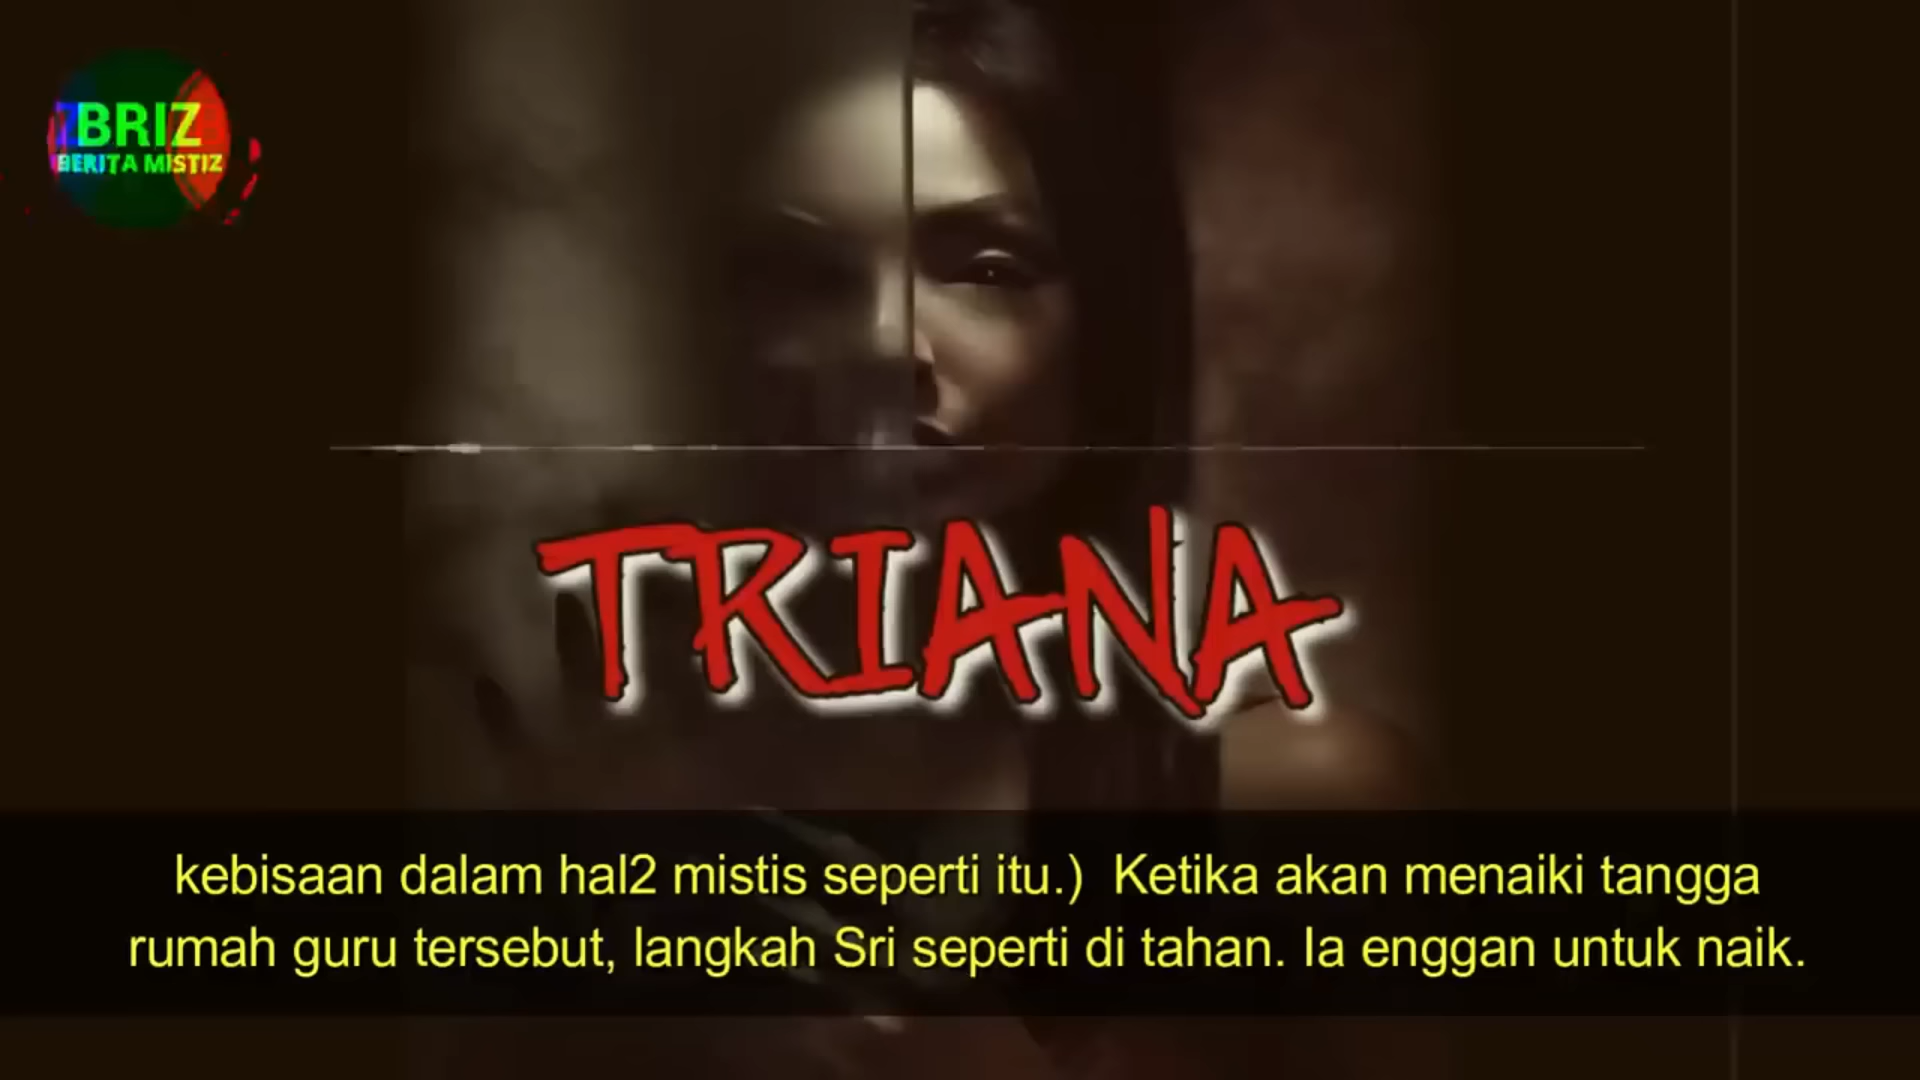 BRIZ
BERITA MISTIZ
TRIANA
kebisaan dalam hal2 mistis seperti itu.)  Ketika akan menaiki tangga
rumah guru tersebut, langkah Sri seperti di tahan. Ia enggan untuk naik.